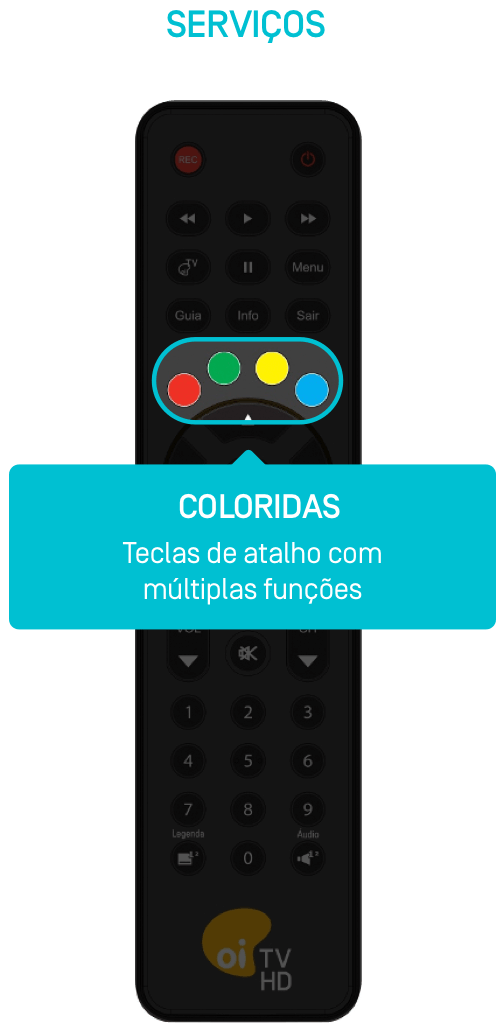 SERVIÇOS
REC
TV
Menu
Guia Info Sair
COLORIDAS
Teclas de atalho com
múltiplas funções
VOL CH
1 2 3
4 5 6
7 8 9
Legenda Áudio
0
oi TV
HD